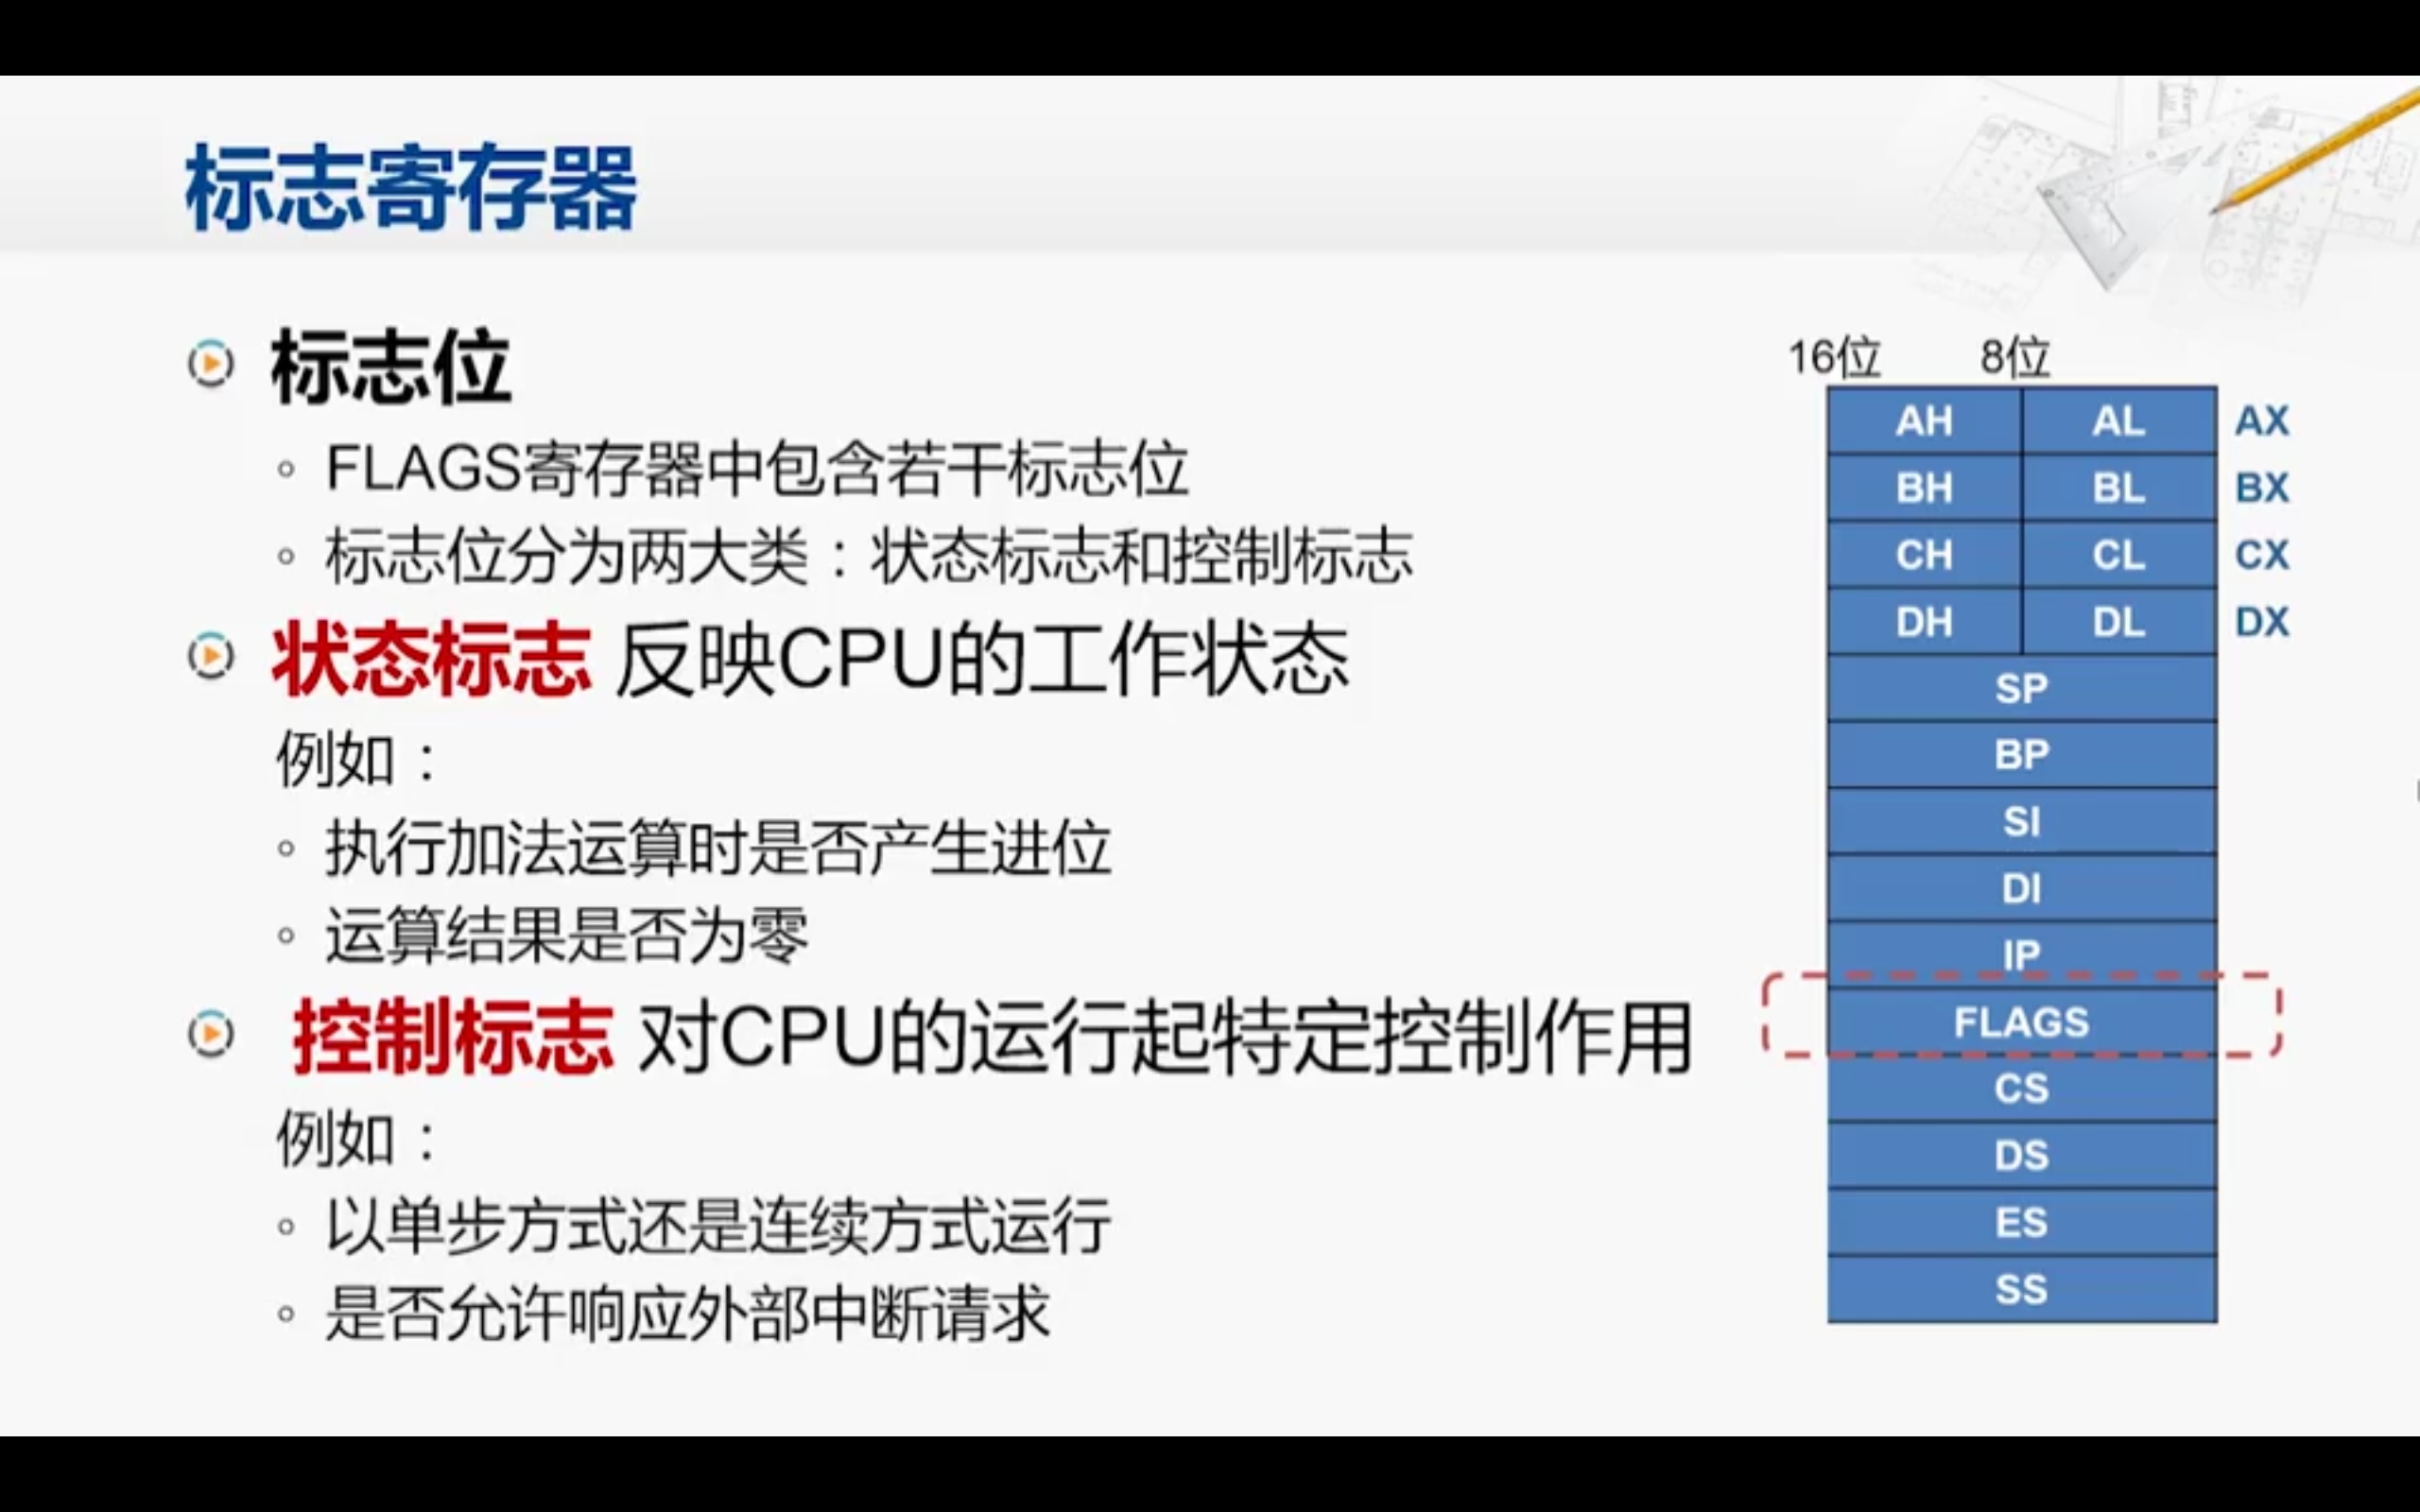 标志寄存器
标志位
FLAGS寄存器中包含若干标志位
标志位分为两大类：状态标志和控制标志
状态标志 反映CPU的工作状态
例如：
执行加法运算时是否产生进位
运算结果是否为零
控制标志 对CPU的运行起特定控制作用
例如：
以单步方式还是连续方式运行
是否允许响应外部中断请求
16位 8位
AH AL AX
BH BL BX
CH CL CX
DH DL DX
SP
BP
SI
DI
IP
FLAGS
CS
DS
ES
SS